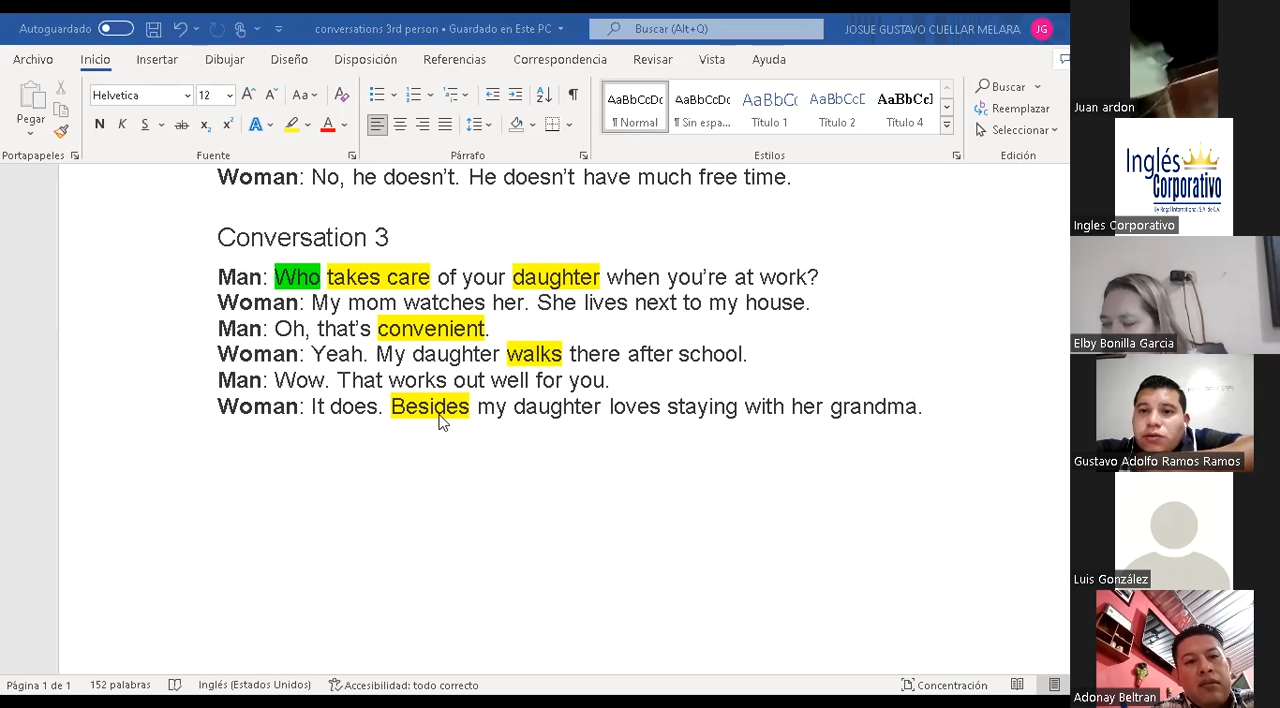 Autoguardado
conversations 3rd person • Guardado en Este PC
Buscar (Alt+Q)
JOSUE GUSTAVO CUELLAR MELARA
JG
Archivo Inicio Insertar Dibujar Diseño Disposición Referencias Correspondencia Revisar Vista Ayuda
Pegar
Portapapeles
Helvetica 12
Aa
N K S ab x₂ x² A A
Fuente
Párrafo
AaBbCcDc AaBbCcDc AaBbCc AaBbCcD AaBbCcI
¶ Normal ¶ Sin espa... Título 1 Título 2 Título 4
Estilos
Buscar
Reemplazar
Seleccionar
Edición
Woman: No, he doesn't. He doesn't have much free time.
Conversation 3
Man: Who takes care of your daughter when you're at work?
Woman: My mom watches her. She lives next to my house.
Man: Oh, that's convenient.
Woman: Yeah. My daughter walks there after school.
Man: Wow. That works out well for you.
Woman: It does. Besides my daughter loves staying with her grandma.
Página 1 de 1 152 palabras Inglés (Estados Unidos) Accesibilidad: todo correcto Concentración
Juan ardon
Inglés
Corporativo
Ingles Corporativo
Elby Bonilla Garcia
Gustavo Adolfo Ramos Ramos
Luis González
Adonay Beltran